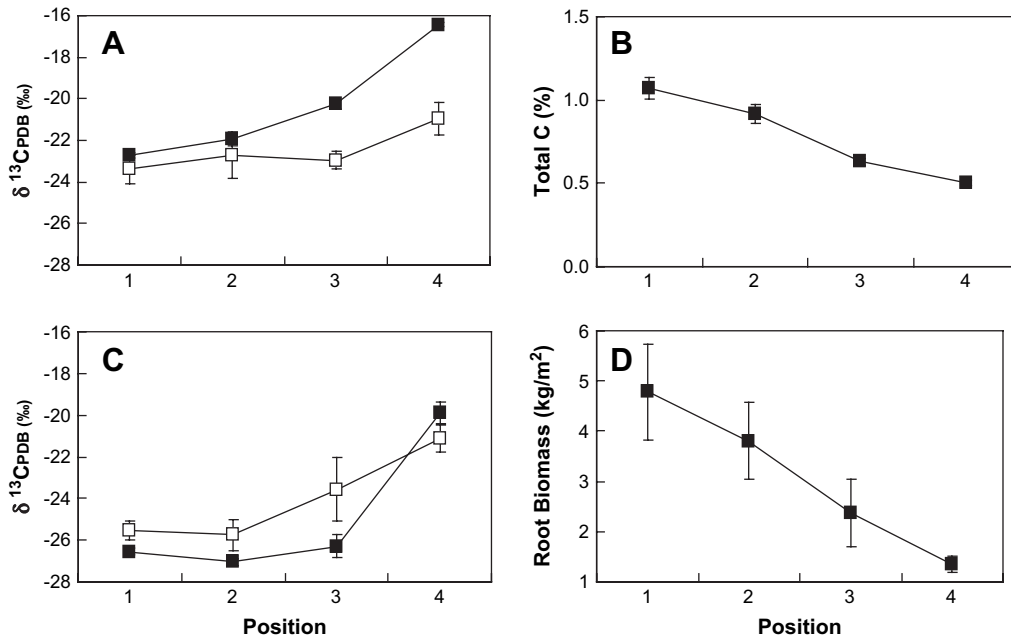 A
δ 13CPDB (‰)
-16
-18
-20
-22
-24
-26
-28
1 2 3 4
B
Total C (%)
1.5
1.0
0.5
0.0
1 2 3 4
C
δ 13CPDB (‰)
-16
-18
-20
-22
-24
-26
-28
1 2 3 4
Position
D
Root Biomass (kg/m2)
6
5
4
3
2
1
1 2 3 4
Position